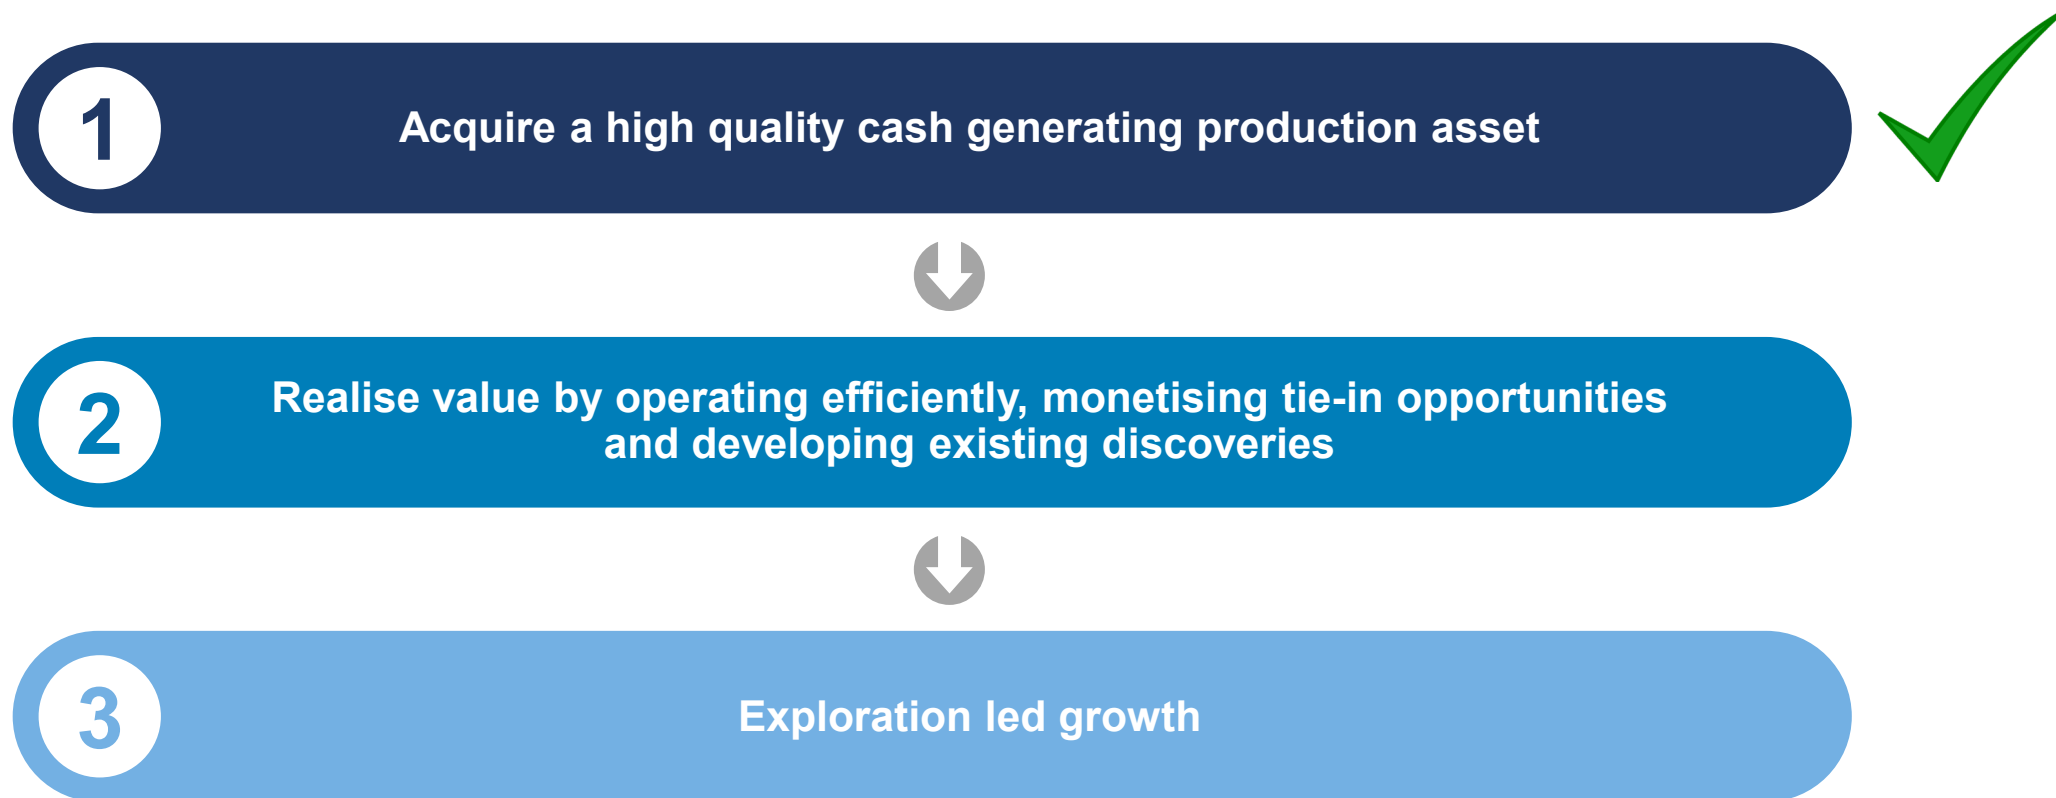 1
Acquire a high quality cash generating production asset
2
Realise value by operating efficiently, monetising tie-in opportunities
and developing existing discoveries
3
Exploration led growth